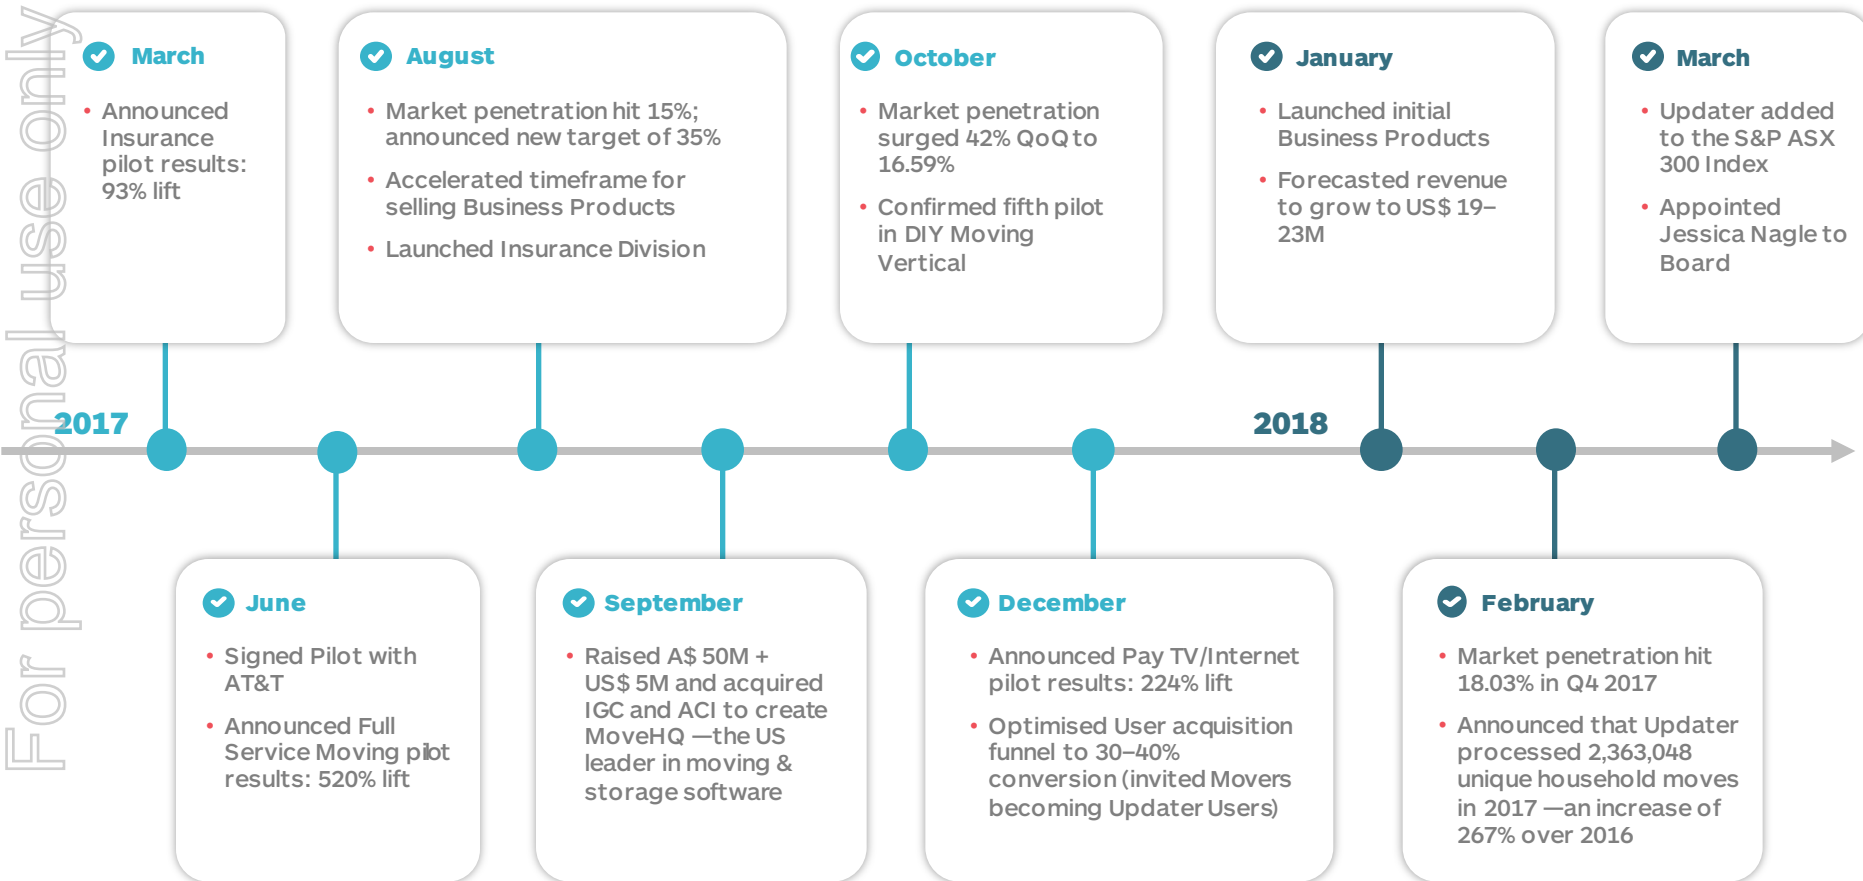 For personal use only
March
• Announced
Insurance
pilot results:
93% lift
August
• Market penetration hit 15%;
announced new target of 35%
• Accelerated timeframe for
selling Business Products
• Launched Insurance Division
October
• Market penetration
surged 42% QoQ to
16.59%
• Confirmed fifth pilot
in DIY Moving
Vertical
January
• Launched initial
Business Products
• Forecasted revenue
to grow to US$ 19–
23M
March
• Updater added
to the S&P ASX
300 Index
• Appointed
Jessica Nagle to
Board
2017
2018
June
• Signed Pilot with
AT&T
• Announced Full
Service Moving pilot
results: 520% lift
September
• Raised A$ 50M +
US$ 5M and acquired
IGC and ACI to create
MoveHQ —the US
leader in moving &
storage software
December
• Announced Pay TV/Internet
pilot results: 224% lift
• Optimised User acquisition
funnel to 30–40%
conversion (invited Movers
becoming Updater Users)
February
• Market penetration hit
18.03% in Q4 2017
• Announced that Updater
processed 2,363,048
unique household moves
in 2017 —an increase of
267% over 2016